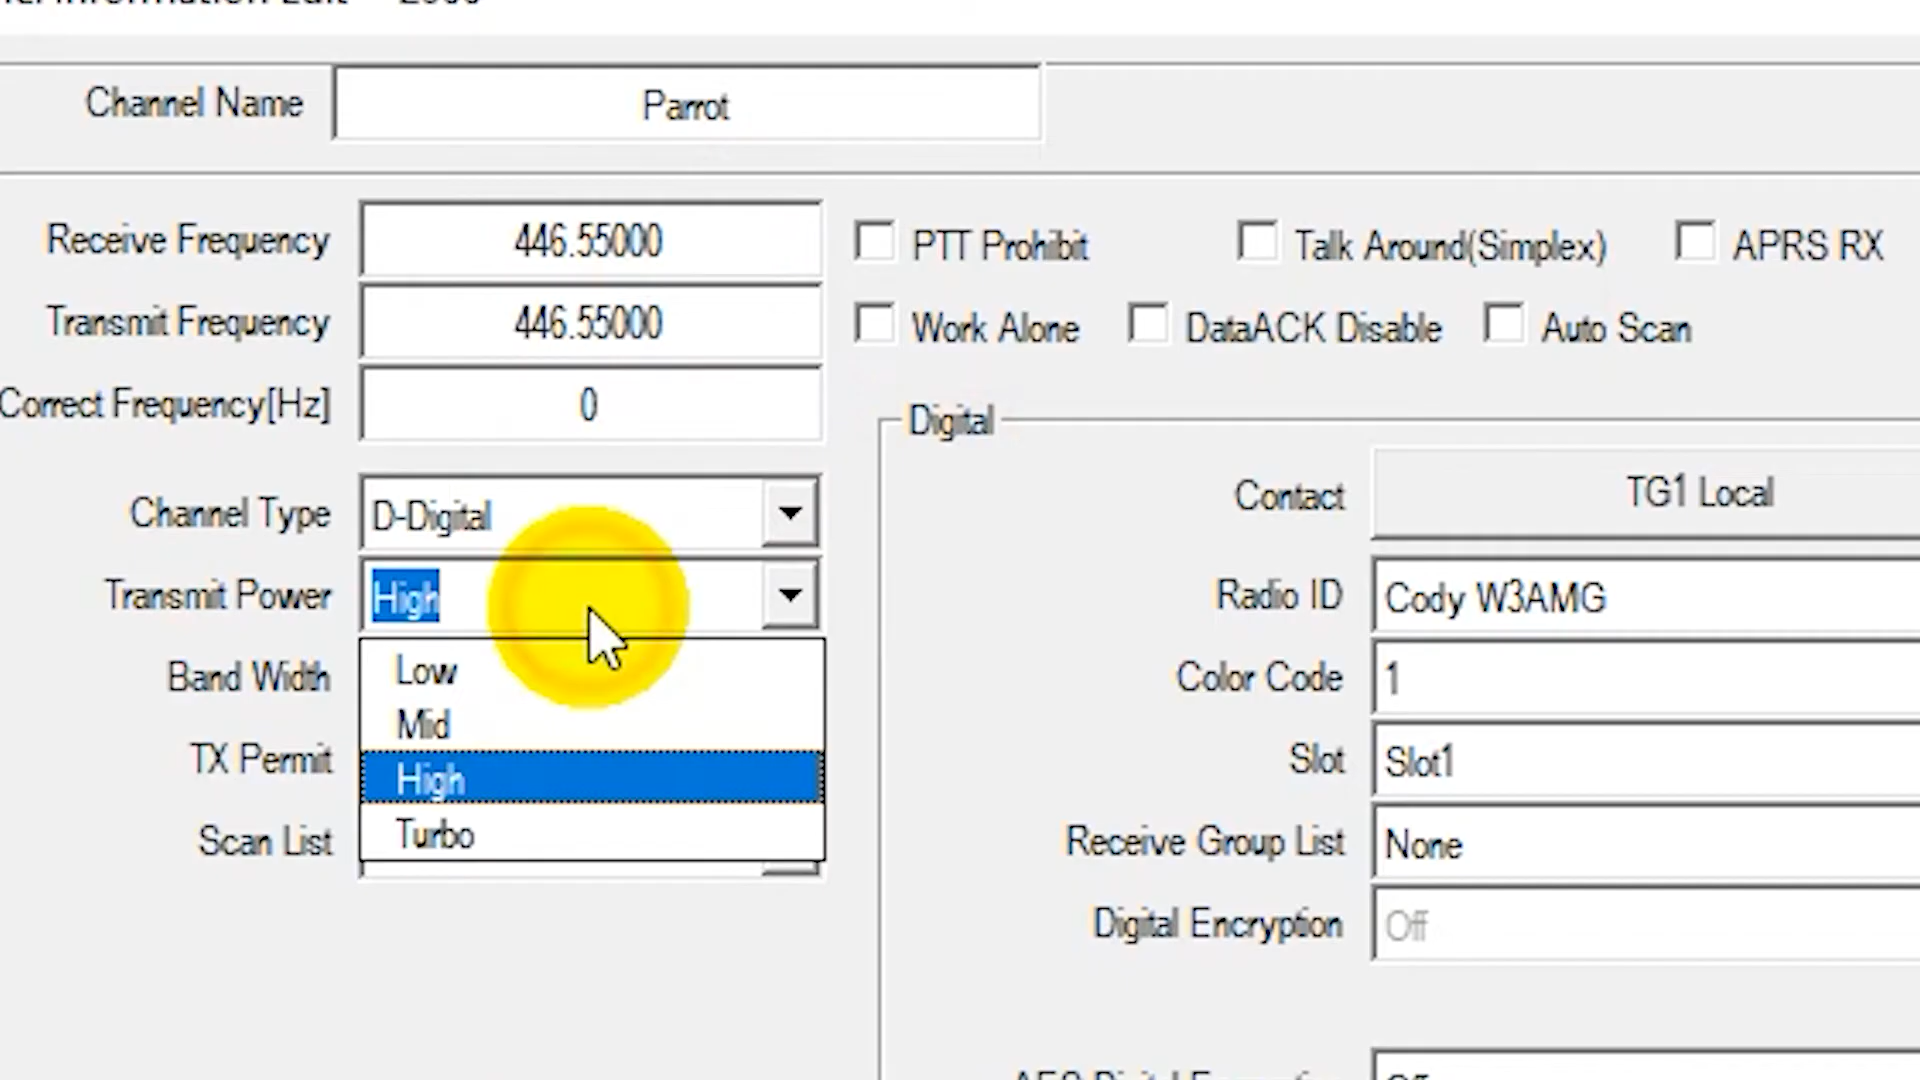 Channel Name Parrot
Receive Frequency 446.55000 PTT Prohibit Talk Around(Simplex) APRS RX
Transmit Frequency 446.55000 Work Alone DataACK Disable Auto Scan
Correct Frequency[Hz] 0
Digital
Channel Type D-Digital Contact TG1 Local
Transmit Power High Radio ID Cody W3AMG
Low
Band Width Color Code 1
Mid
TX Permit High Slot Slot1
Scan List Turbo Receive Group List None
Digital Encryption Off